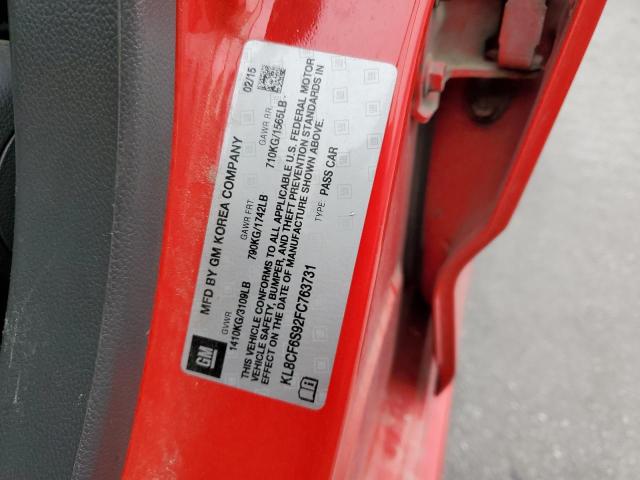 GM
MFD BY GM KOREA COMPANY
02/15
GVWR GAWR FRT GAWR RR
1410KG/3109LB 790KG/1742LB 710KG/1565LB
THIS VEHICLE CONFORMS TO ALL APPLICABLE U.S. FEDERAL MOTOR
VEHICLE SAFETY, BUMPER, AND THEFT PREVENTION STANDARDS IN
EFFECT ON THE DATE OF MANUFACTURE SHOWN ABOVE.
KL8CF6S92FC763731 TYPE: PASS CAR